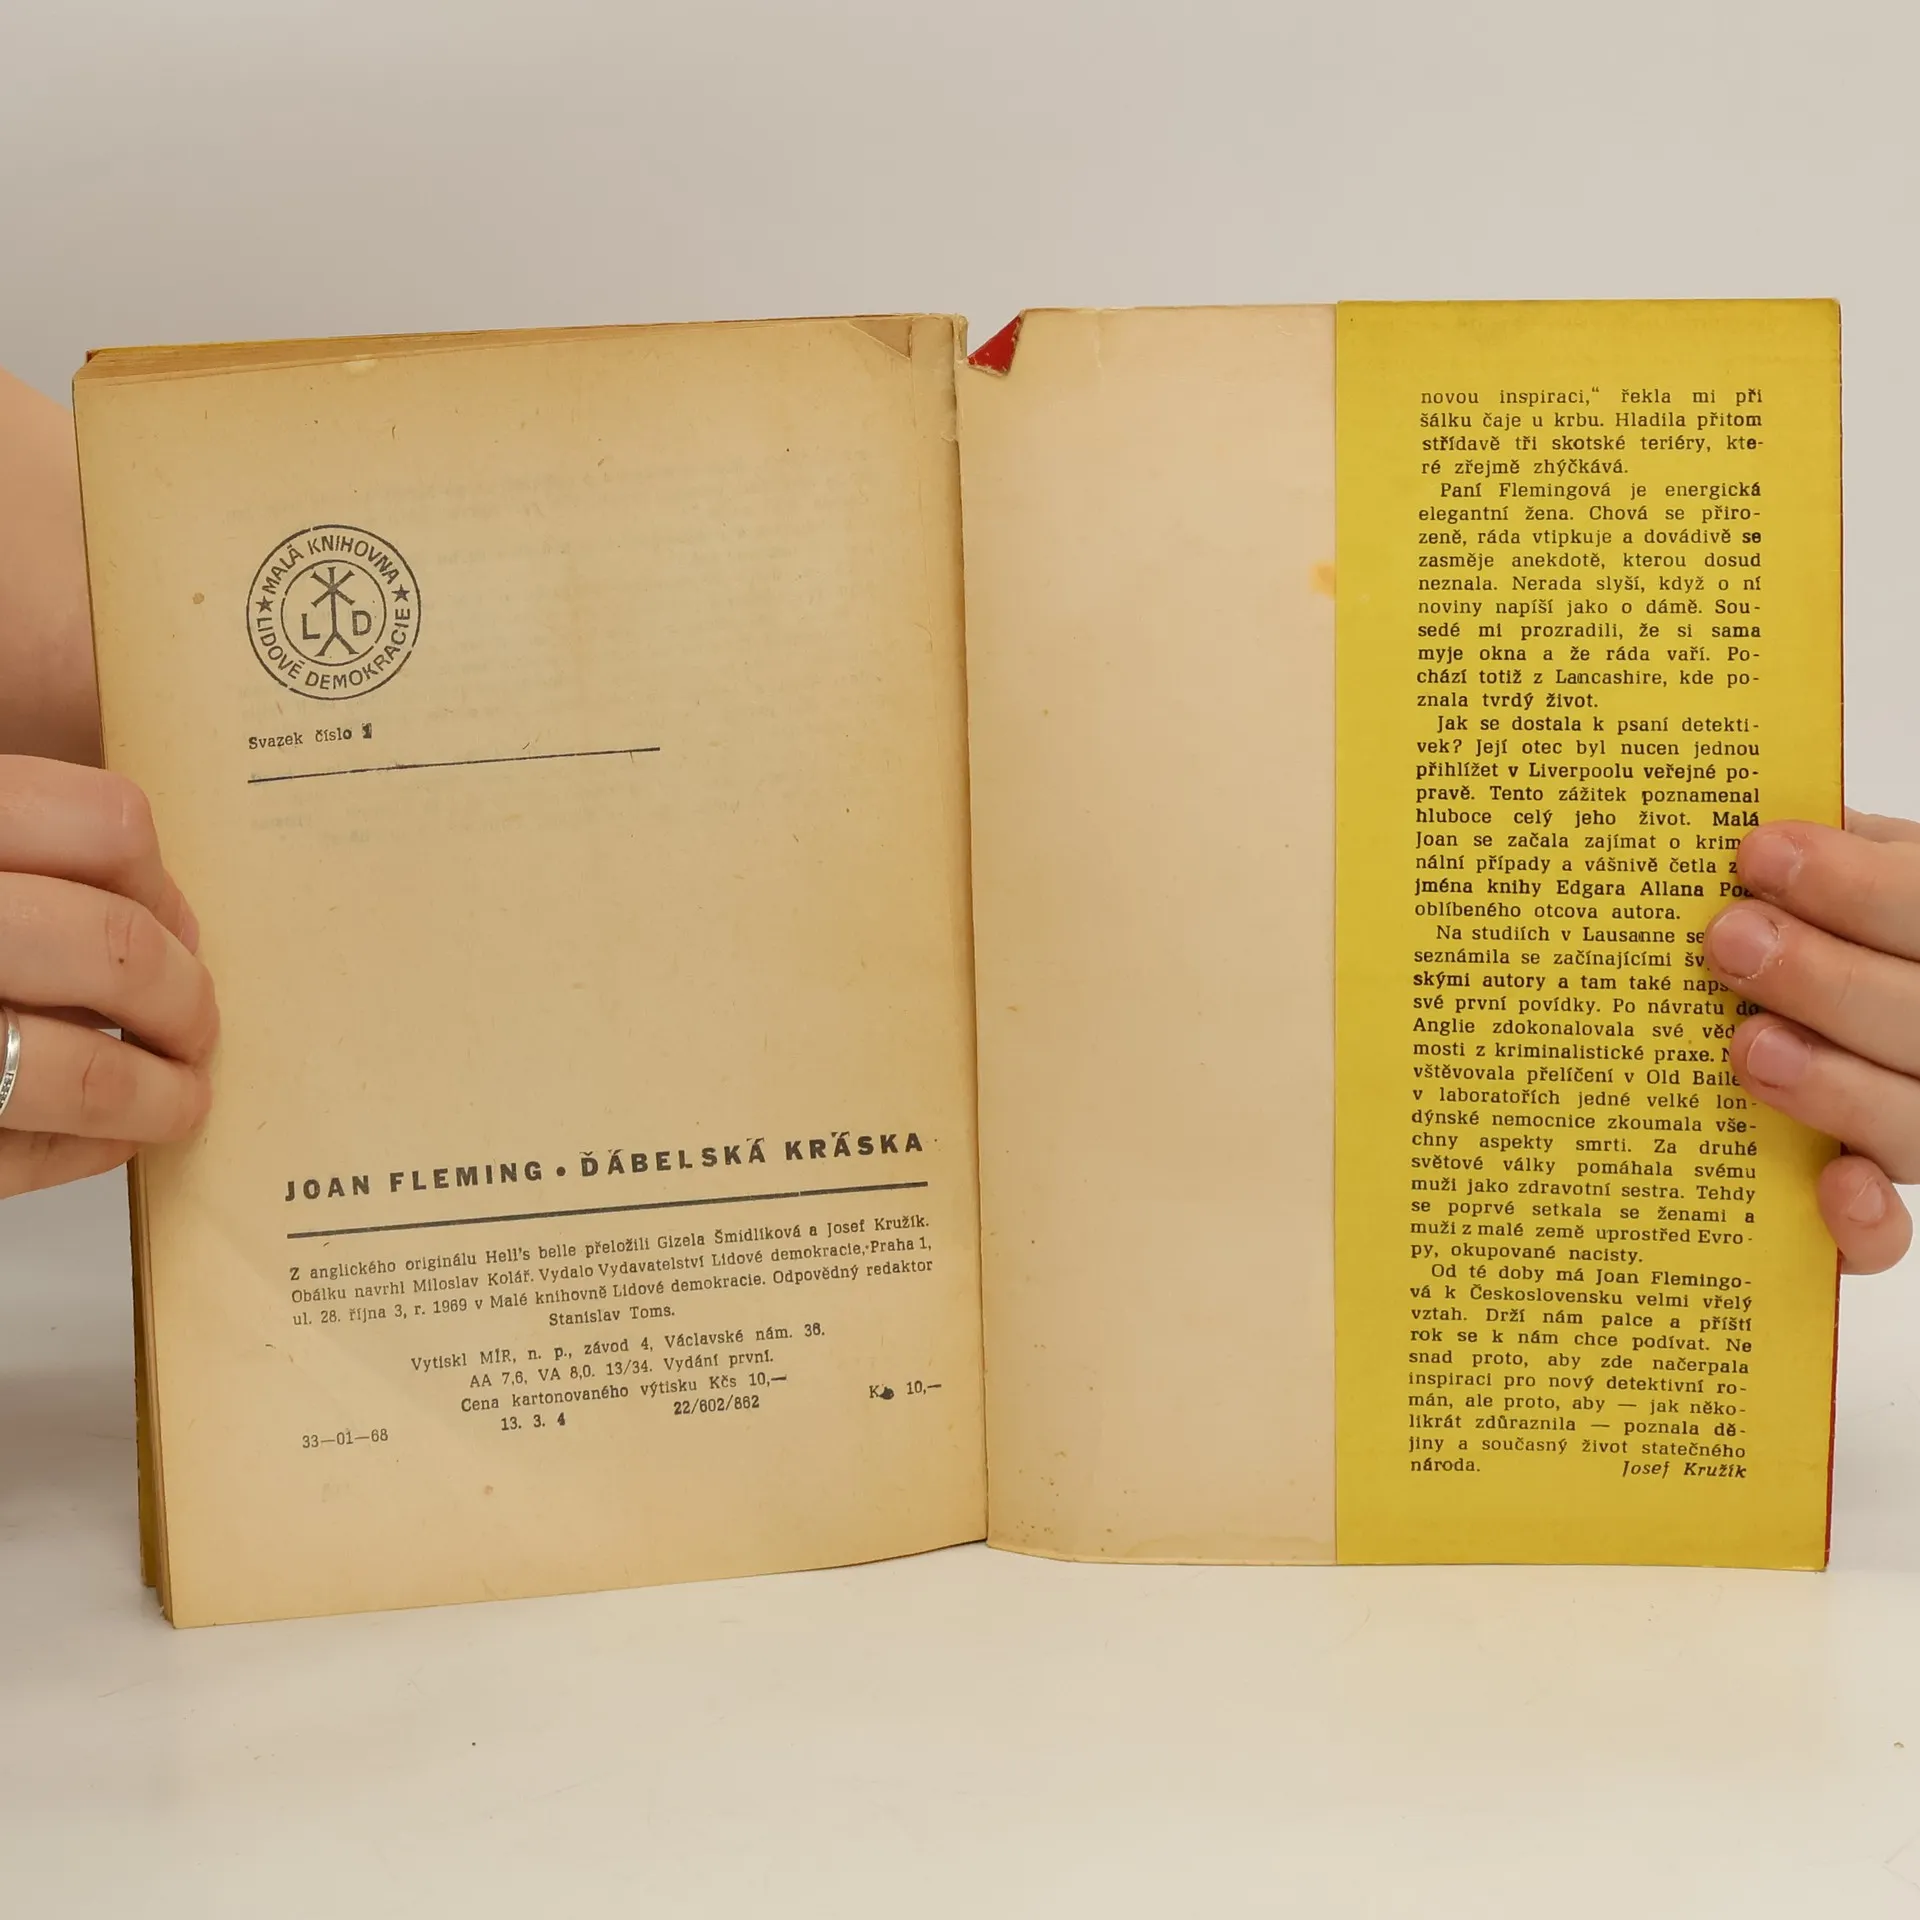 MALÁ KNIHOVNA
LIDOVÉ DEMOKRACIE
L D
Svazek číslo 1
JOAN FLEMING • ĎÁBELSKÁ KRÁSKA
Z anglického originálu Hell's belle přeložili Gizela Šmidlíková a Josef Kružík.
Obálku navrhl Miloslav Kolář. Vydalo Vydavatelství Lidové demokracie, Praha 1,
ul. 28. října 3, r. 1969 v Malé knihovně Lidové demokracie. Odpovědný redaktor
Stanislav Toms.
Vytiskl MÍR, n. p., závod 4, Václavské nám. 36.
AA 7,6, VA 8,0. 13/34. Vydání první.
Cena kartonovaného výtisku Kčs 10,—
13. 3. 4
22/602/862
10,—
33—01—68
novou inspiraci,“ řekla mi při
šálku čaje u krbu. Hladila přitom
střídavě tři skotské teriéry, kte-
ré zřejmě zhýčkává.
Paní Flemingová je energická
elegantní žena. Chová se přiro-
zeně, ráda vtipkuje a dovádivě se
zasměje anekdotě, kterou dosud
neznala. Nerada slyší, když o ní
noviny napíší jako o dámě. Sou-
sedé mi prozradili, že si sama
myje okna a že ráda vaří. Po-
chází totiž z Lancashire, kde po-
znala tvrdý život.
Jak se dostala k psaní detekti-
vek? Její otec byl nucen jednou
přihlížet v Liverpoolu veřejné po-
pravě. Tento zážitek poznamenal
hluboce celý jeho život. Malá
Joan se začala zajímat o
nální případy a vášnivě četla
jména knihy Edgara Allana
oblíbeného otcova autora.
Na studiích v Lausanne se
seznámila se začínajícími
skými autory a tam také
své první povídky. Po návratu do
Anglie zdokonalovala své
mosti z kriminalistické praxe.
vštěvovala přelíčení v Old
v laboratořích jedné velké lon-
dýnské nemocnice zkoumala vše-
chny aspekty smrti. Za druhé
světové války pomáhala svému
muži jako zdravotní sestra. Tehdy
se poprvé setkala se ženami a
muži z malé země uprostřed Evro-
py, okupované nacisty.
Od té doby má Joan Flemingo-
vá k Československu velmi vřelý
vztah. Drží nám palce a příští
rok se k nám chce podívat. Ne
snad proto, aby zde načerpala
inspiraci pro nový detektivní ro-
mán, ale proto, aby — jak něko-
likrát zdůraznila — poznala dě-
jiny a současný život statečného
národa. Josef Kružík